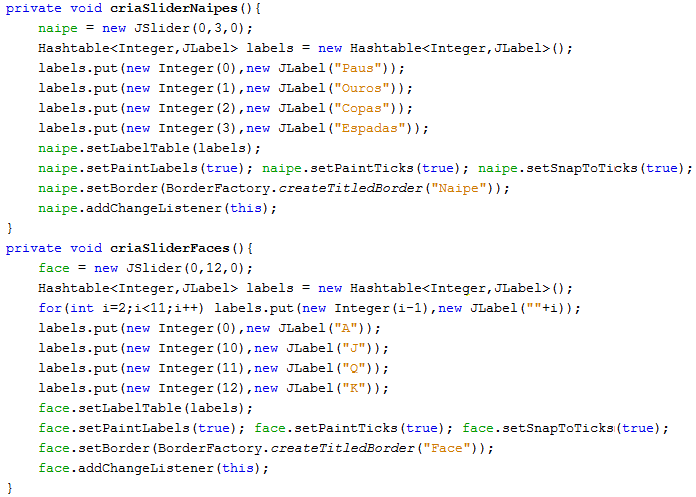 private void criaSliderNaipes(){
    naipe = new JSlider(0,3,0);
    Hashtable<Integer,JLabel> labels = new Hashtable<Integer,JLabel>();
    labels.put(new Integer(0),new JLabel("Paus"));
    labels.put(new Integer(1),new JLabel("Ouros"));
    labels.put(new Integer(2),new JLabel("Copas"));
    labels.put(new Integer(3),new JLabel("Espadas"));
    naipe.setLabelTable(labels);
    naipe.setPaintLabels(true); naipe.setPaintTicks(true); naipe.setSnapToTicks(true);
    naipe.setBorder(BorderFactory.createTitledBorder("Naipe"));
    naipe.addChangeListener(this);
}
private void criaSliderFaces(){
    face = new JSlider(0,12,0);
    Hashtable<Integer,JLabel> labels = new Hashtable<Integer,JLabel>();
    for(int i=2;i<11;i++) labels.put(new Integer(i-1),new JLabel(""+i));
    labels.put(new Integer(0),new JLabel("A"));
    labels.put(new Integer(10),new JLabel("J"));
    labels.put(new Integer(11),new JLabel("Q"));
    labels.put(new Integer(12),new JLabel("K"));
    face.setLabelTable(labels);
    face.setPaintLabels(true); face.setPaintTicks(true); face.setSnapToTicks(true);
    face.setBorder(BorderFactory.createTitledBorder("Face"));
    face.addChangeListener(this);
}